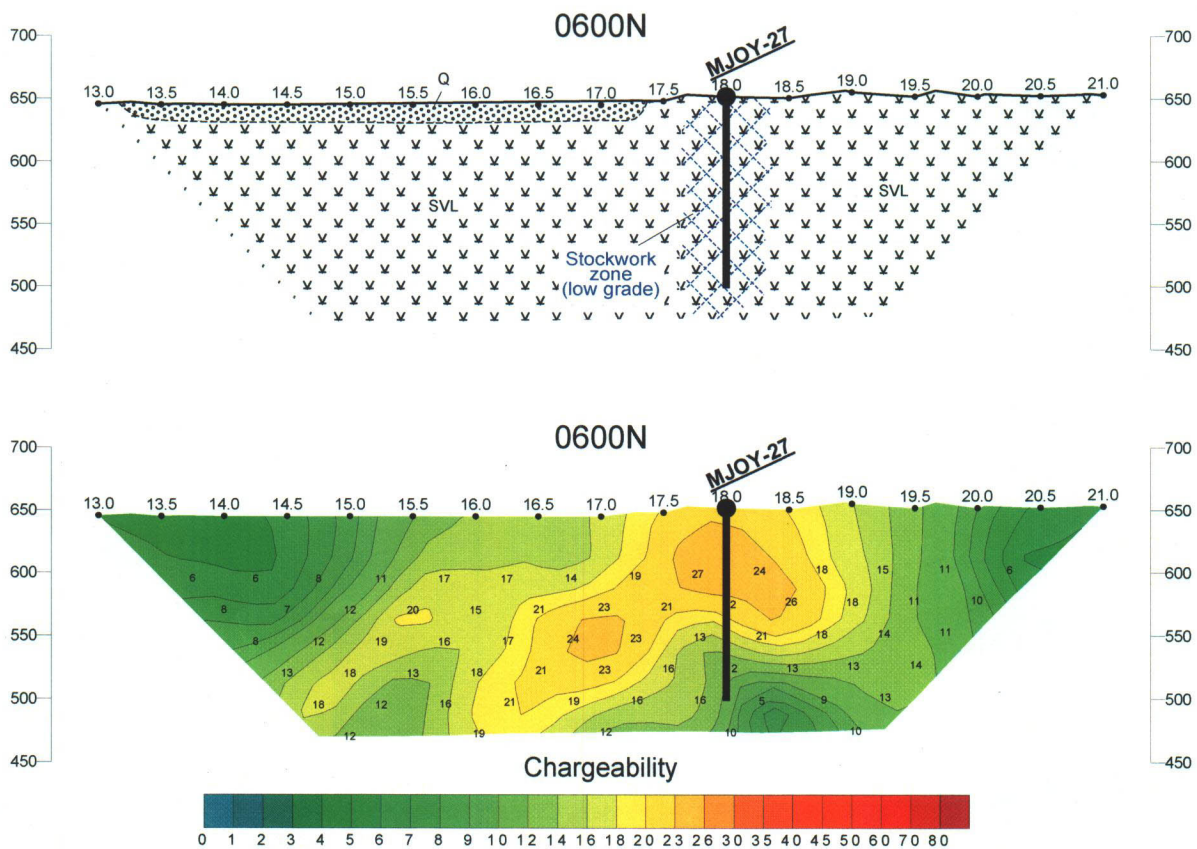 0600N
MJOY-27
700 700
13.0 13.5 14.0 14.5 15.0 15.5 Q 16.0 16.5 17.0 17.5 18.0 18.5 19.0 19.5 20.0 20.5 21.0
650 650
600 600
SVL SVL
550 550
Stockwork
zone
(low grade)
500 500
450 450
0600N
MJOY-27
700 700
13.0 13.5 14.0 14.5 15.0 15.5 16.0 16.5 17.0 17.5 18.0 18.5 19.0 19.5 20.0 20.5 21.0
650 650
600 6 6 8 11 17 17 14 19 27 24 18 15 11 6 600
8 7 12 20 15 21 23 21 2 26 18 11 10
550 8 12 19 16 17 24 23 13 21 18 14 11 550
13 18 13 18 21 23 16 2 13 13 14
500 18 12 16 21 19 16 16 5 9 13 500
12 19 12 10 10
450 450
Chargeability
0 1 2 3 4 5 7 8 9 10 12 14 16 18 20 23 26 30 35 40 45 50 60 70 80